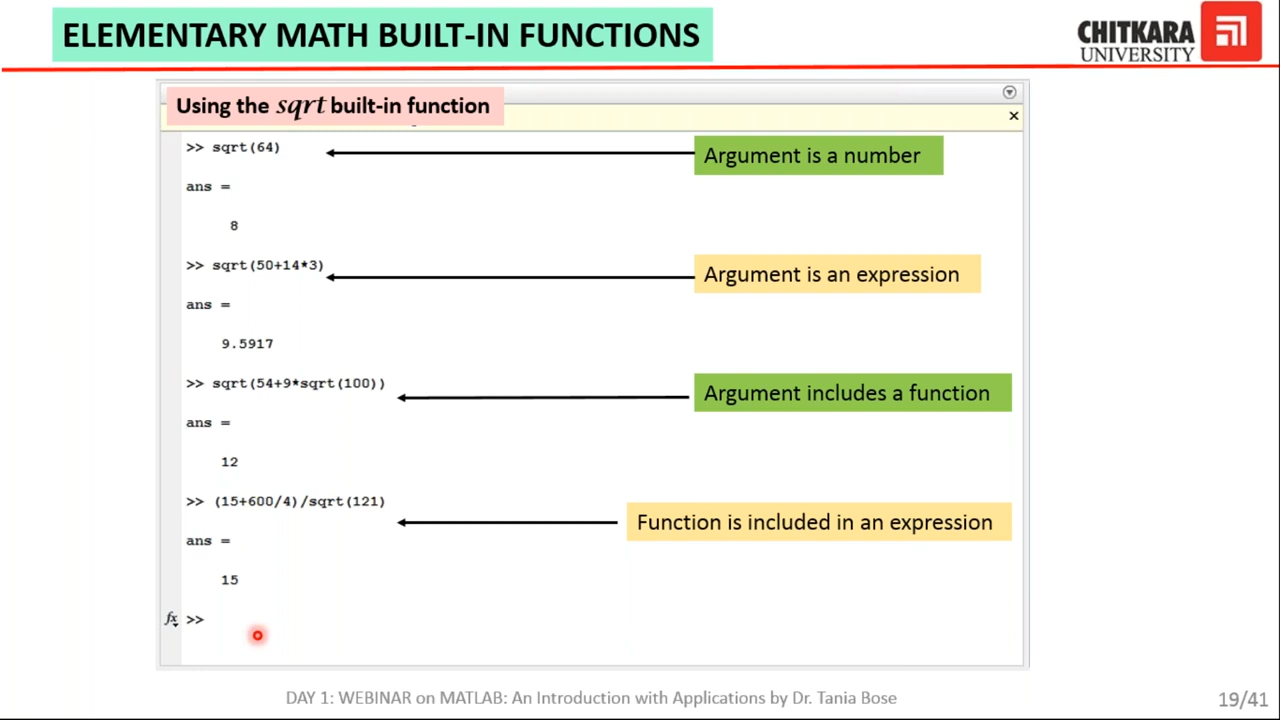 ELEMENTARY MATH BUILT-IN FUNCTIONS
CHITKARA
UNIVERSITY
Using the sqrt built-in function
>> sqrt(64)
Argument is a number
ans =
8
>> sqrt(50+14*3)
Argument is an expression
ans =
9.5917
>> sqrt(54+9*sqrt(100))
Argument includes a function
ans =
12
>> (15+600/4)/sqrt(121)
Function is included in an expression
ans =
15
fx >>
DAY 1: WEBINAR on MATLAB: An Introduction with Applications by Dr. Tania Bose
19/41